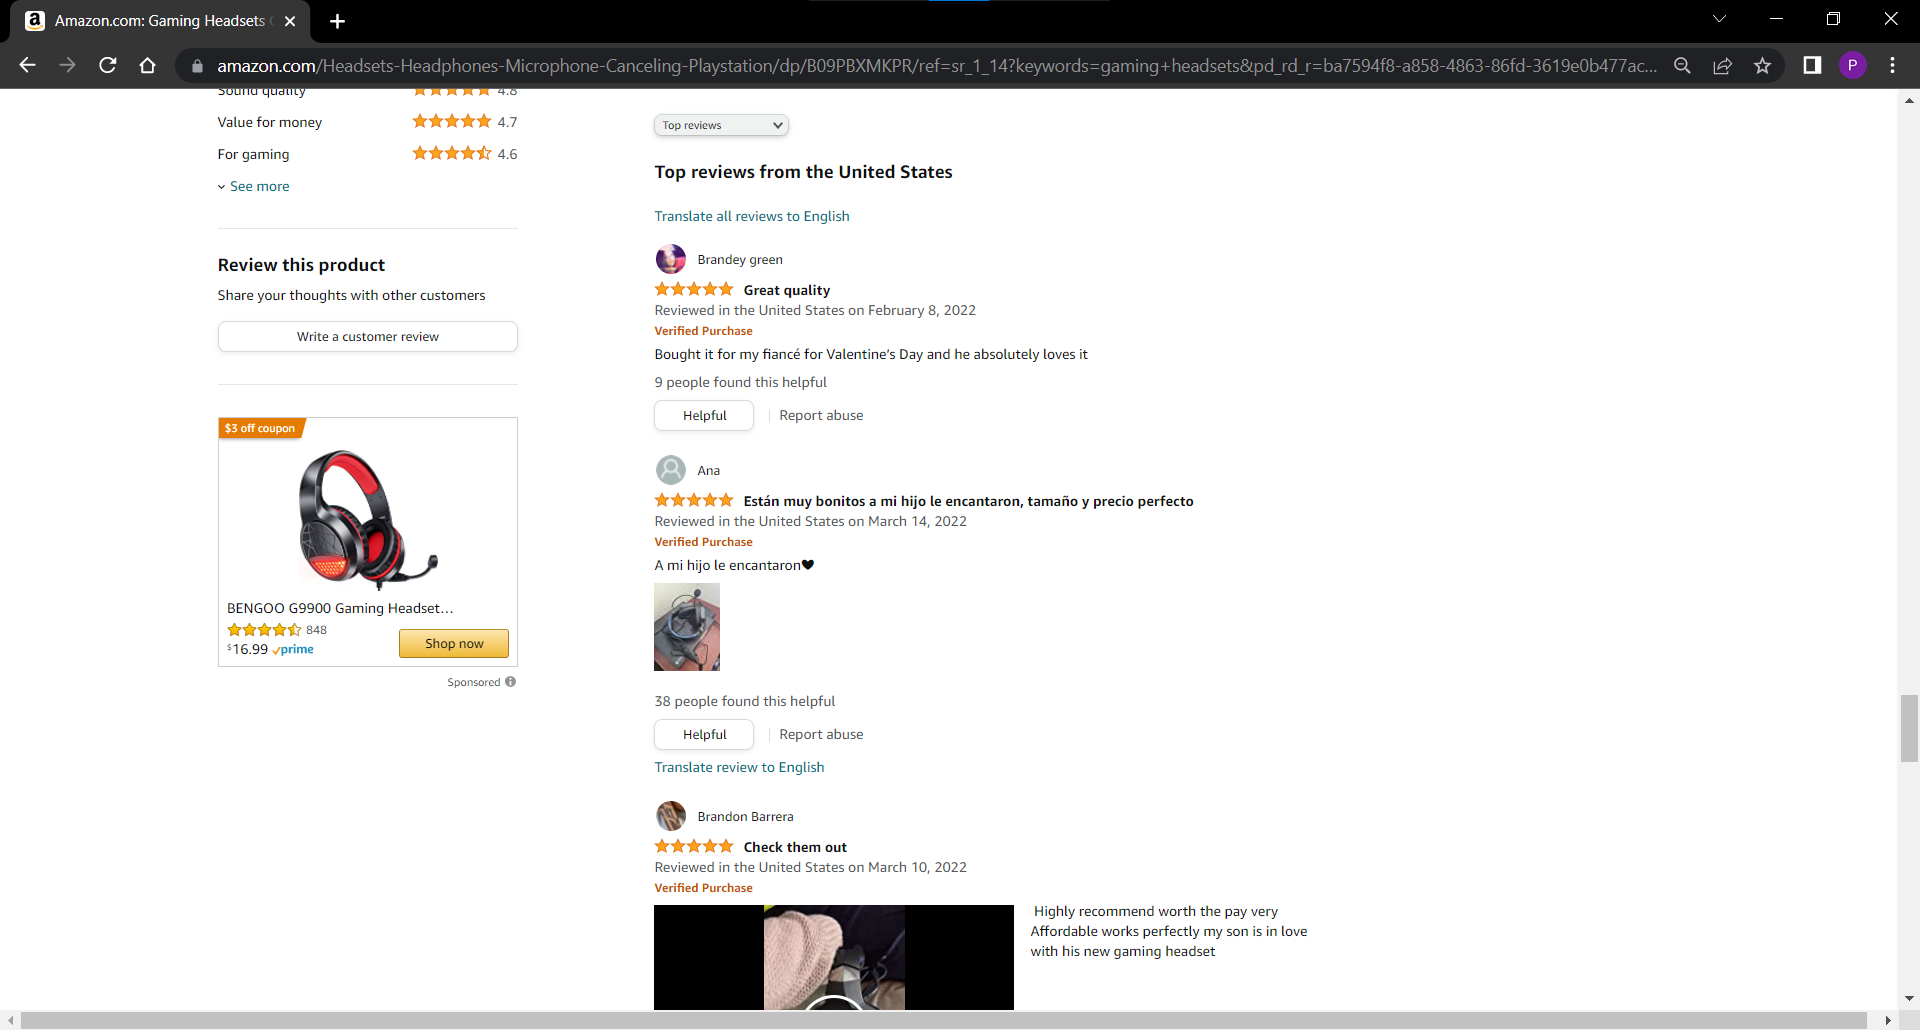 Amazon.com: Gaming Headsets
amazon.com/Headsets-Headphones-Microphone-Canceling-Playstation/dp/B09PBXMKPR/ref=sr_1_14?keywords=gaming+headsets&pd_rd_r=ba7594f8-a858-4863-86fd-3619e0b477ac...
P
Sound quality 4.8
Value for money 4.7
For gaming 4.6
See more
Review this product
Share your thoughts with other customers
Write a customer review
$3 off coupon
BENGOO G9900 Gaming Headset...
848
$16.99 prime
Shop now
Sponsored
Top reviews
Top reviews from the United States
Translate all reviews to English
Brandey green
Great quality
Reviewed in the United States on February 8, 2022
Verified Purchase
Bought it for my fiancé for Valentine’s Day and he absolutely loves it
9 people found this helpful
Helpful
Report abuse
Ana
Están muy bonitos a mi hijo le encantaron, tamaño y precio perfecto
Reviewed in the United States on March 14, 2022
Verified Purchase
A mi hijo le encantaron♥
38 people found this helpful
Helpful
Report abuse
Translate review to English
Brandon Barrera
Check them out
Reviewed in the United States on March 10, 2022
Verified Purchase
Highly recommend worth the pay very
Affordable works perfectly my son is in love
with his new gaming headset